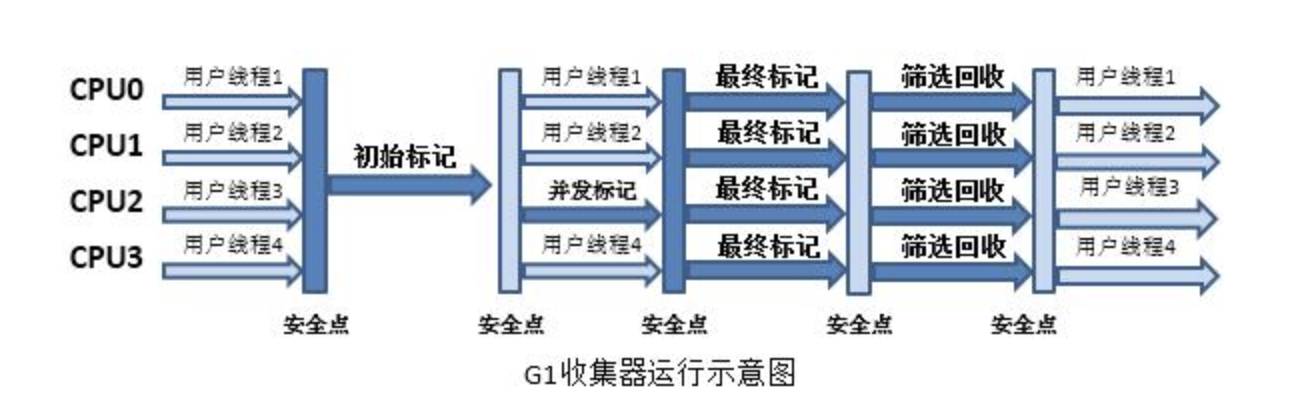 CPU0 用户线程1 用户线程1 最终标记 筛选回收 用户线程1
CPU1 用户线程2 用户线程2 最终标记 筛选回收 用户线程2
初始标记
CPU2 用户线程3 并发标记 最终标记 筛选回收 用户线程3
CPU3 用户线程4 用户线程4 最终标记 筛选回收 用户线程4
安全点 安全点 安全点 安全点 安全点
G1收集器运行示意图